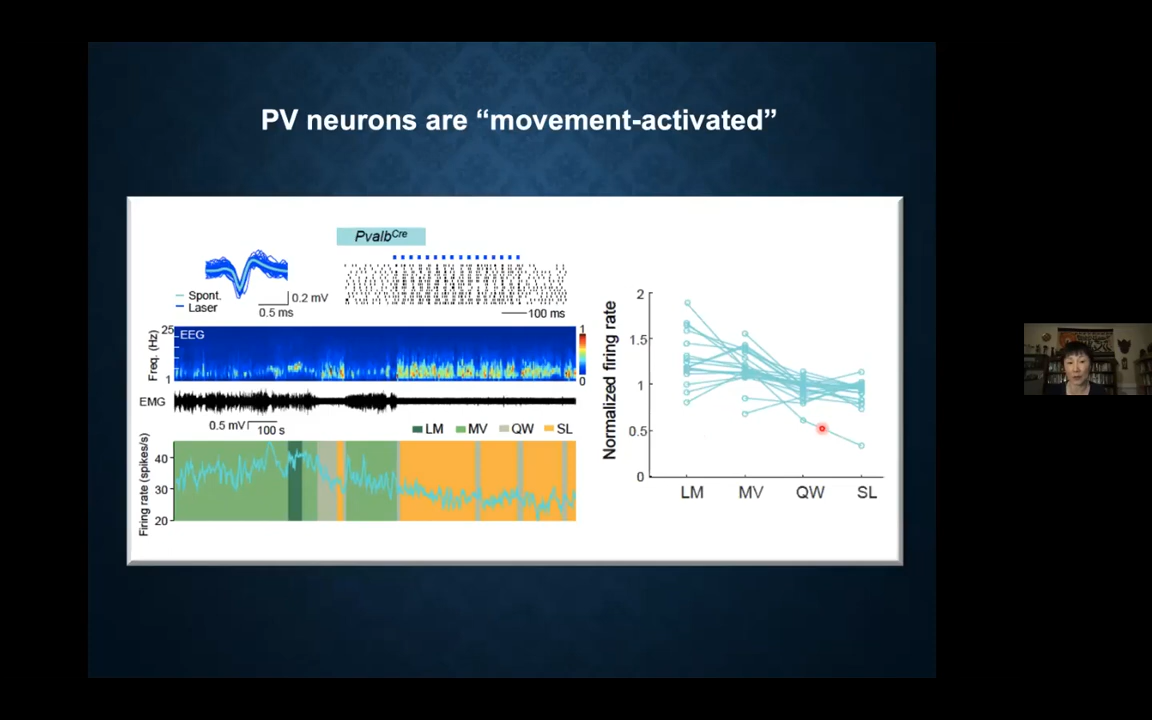 PV neurons are “movement-activated”
Pvalb^Cre
Spont.
Laser
0.2 mV
0.5 ms
100 ms
25
EEG
1
Freq. (Hz)
1
0
EMG
0.5 mV
100 s
LM MV QW SL
Firing rate (spikes/s)
40
30
20
Normalized firing rate
2
1.5
1
0.5
0
LM MV QW SL